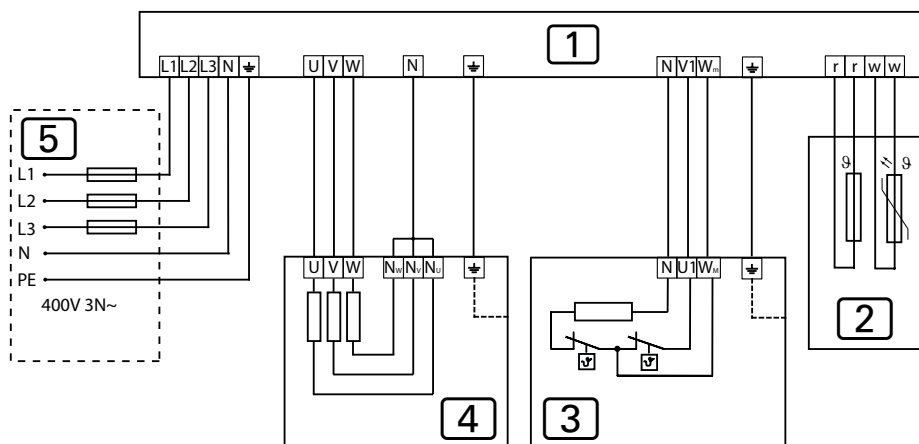 1
L1 L2 L3 N U V W N N V1 Wm r r w w
5
L1
L2
L3
N
PE
400V 3N~
U V W NW NV NU
4
N U1 WM
ϑ ϑ
3
ϑ ϑ
2